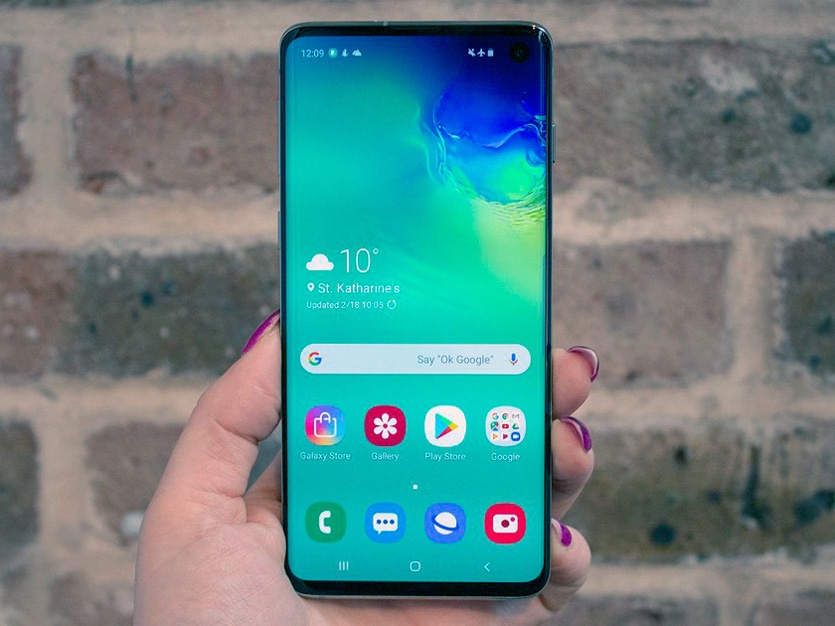 12:09
10°
St. Katharine's
Updated 2/18 10:05
Say "Ok Google"
Galaxy Store
Gallery
Play Store
Google